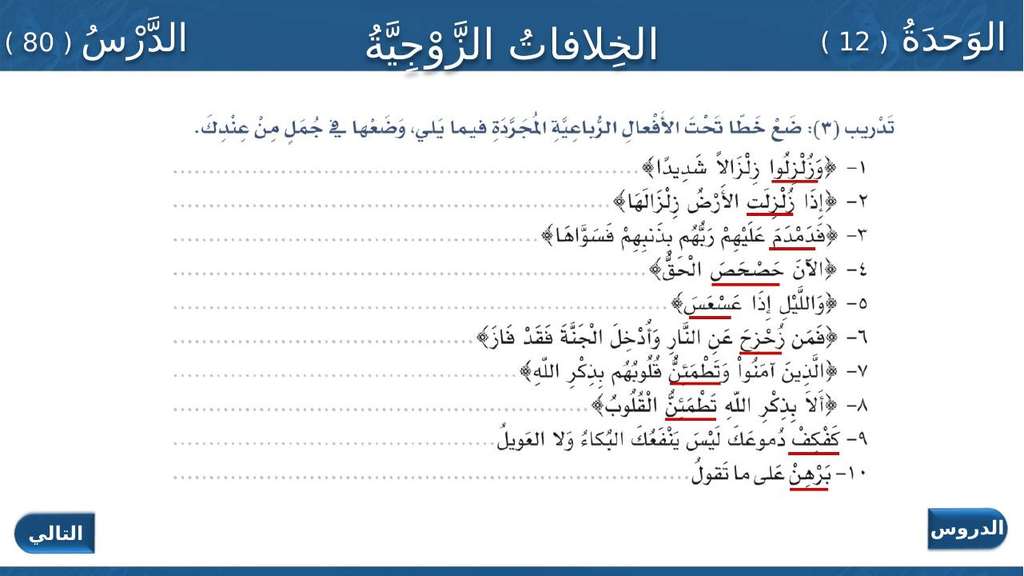 الوَحدَةُ ( 12 )
الخِلافاتُ الزَّوْجِيَّةُ
الدَّرْسُ ( 80 )
تَدْريب (٣): ضَعْ خَطًّا تَحْتَ الأَفْعالِ الرُّباعِيَّةِ المُجَرَّدَةِ فيما يَلي، وَضَعْها في جُمَلٍ مِنْ عِنْدِكَ.
١- ﴿وَزُلْزِلُوا زِلْزَالاً شَدِيدًا﴾ ........................................
٢- ﴿إِذَا زُلْزِلَتِ الأَرْضُ زِلْزَالَهَا﴾ ........................................
٣- ﴿فَدَمْدَمَ عَلَيْهِمْ رَبُّهُم بِذَنبِهِمْ فَسَوَّاهَا﴾ ........................................
٤- ﴿الآنَ حَصْحَصَ الْحَقُّ﴾ ........................................
٥- ﴿وَاللَّيْلِ إِذَا عَسْعَسَ﴾ ........................................
٦- ﴿فَمَن زُحْزِحَ عَنِ النَّارِ وَأُدْخِلَ الْجَنَّةَ فَقَدْ فَازَ﴾ ........................................
٧- ﴿الَّذِينَ آمَنُواْ وَتَطْمَئِنُّ قُلُوبُهُم بِذِكْرِ اللّهِ﴾ ........................................
٨- ﴿أَلاَ بِذِكْرِ اللّهِ تَطْمَئِنُّ الْقُلُوبُ﴾ ........................................
٩- كَفْكِفْ دُموعَكَ لَيْسَ يَنْفَعُكَ البُكاءُ وَلا العَويلُ ........................................
١٠- بَرْهِنْ عَلى ما تَقولُ ........................................
الدروس
التالي